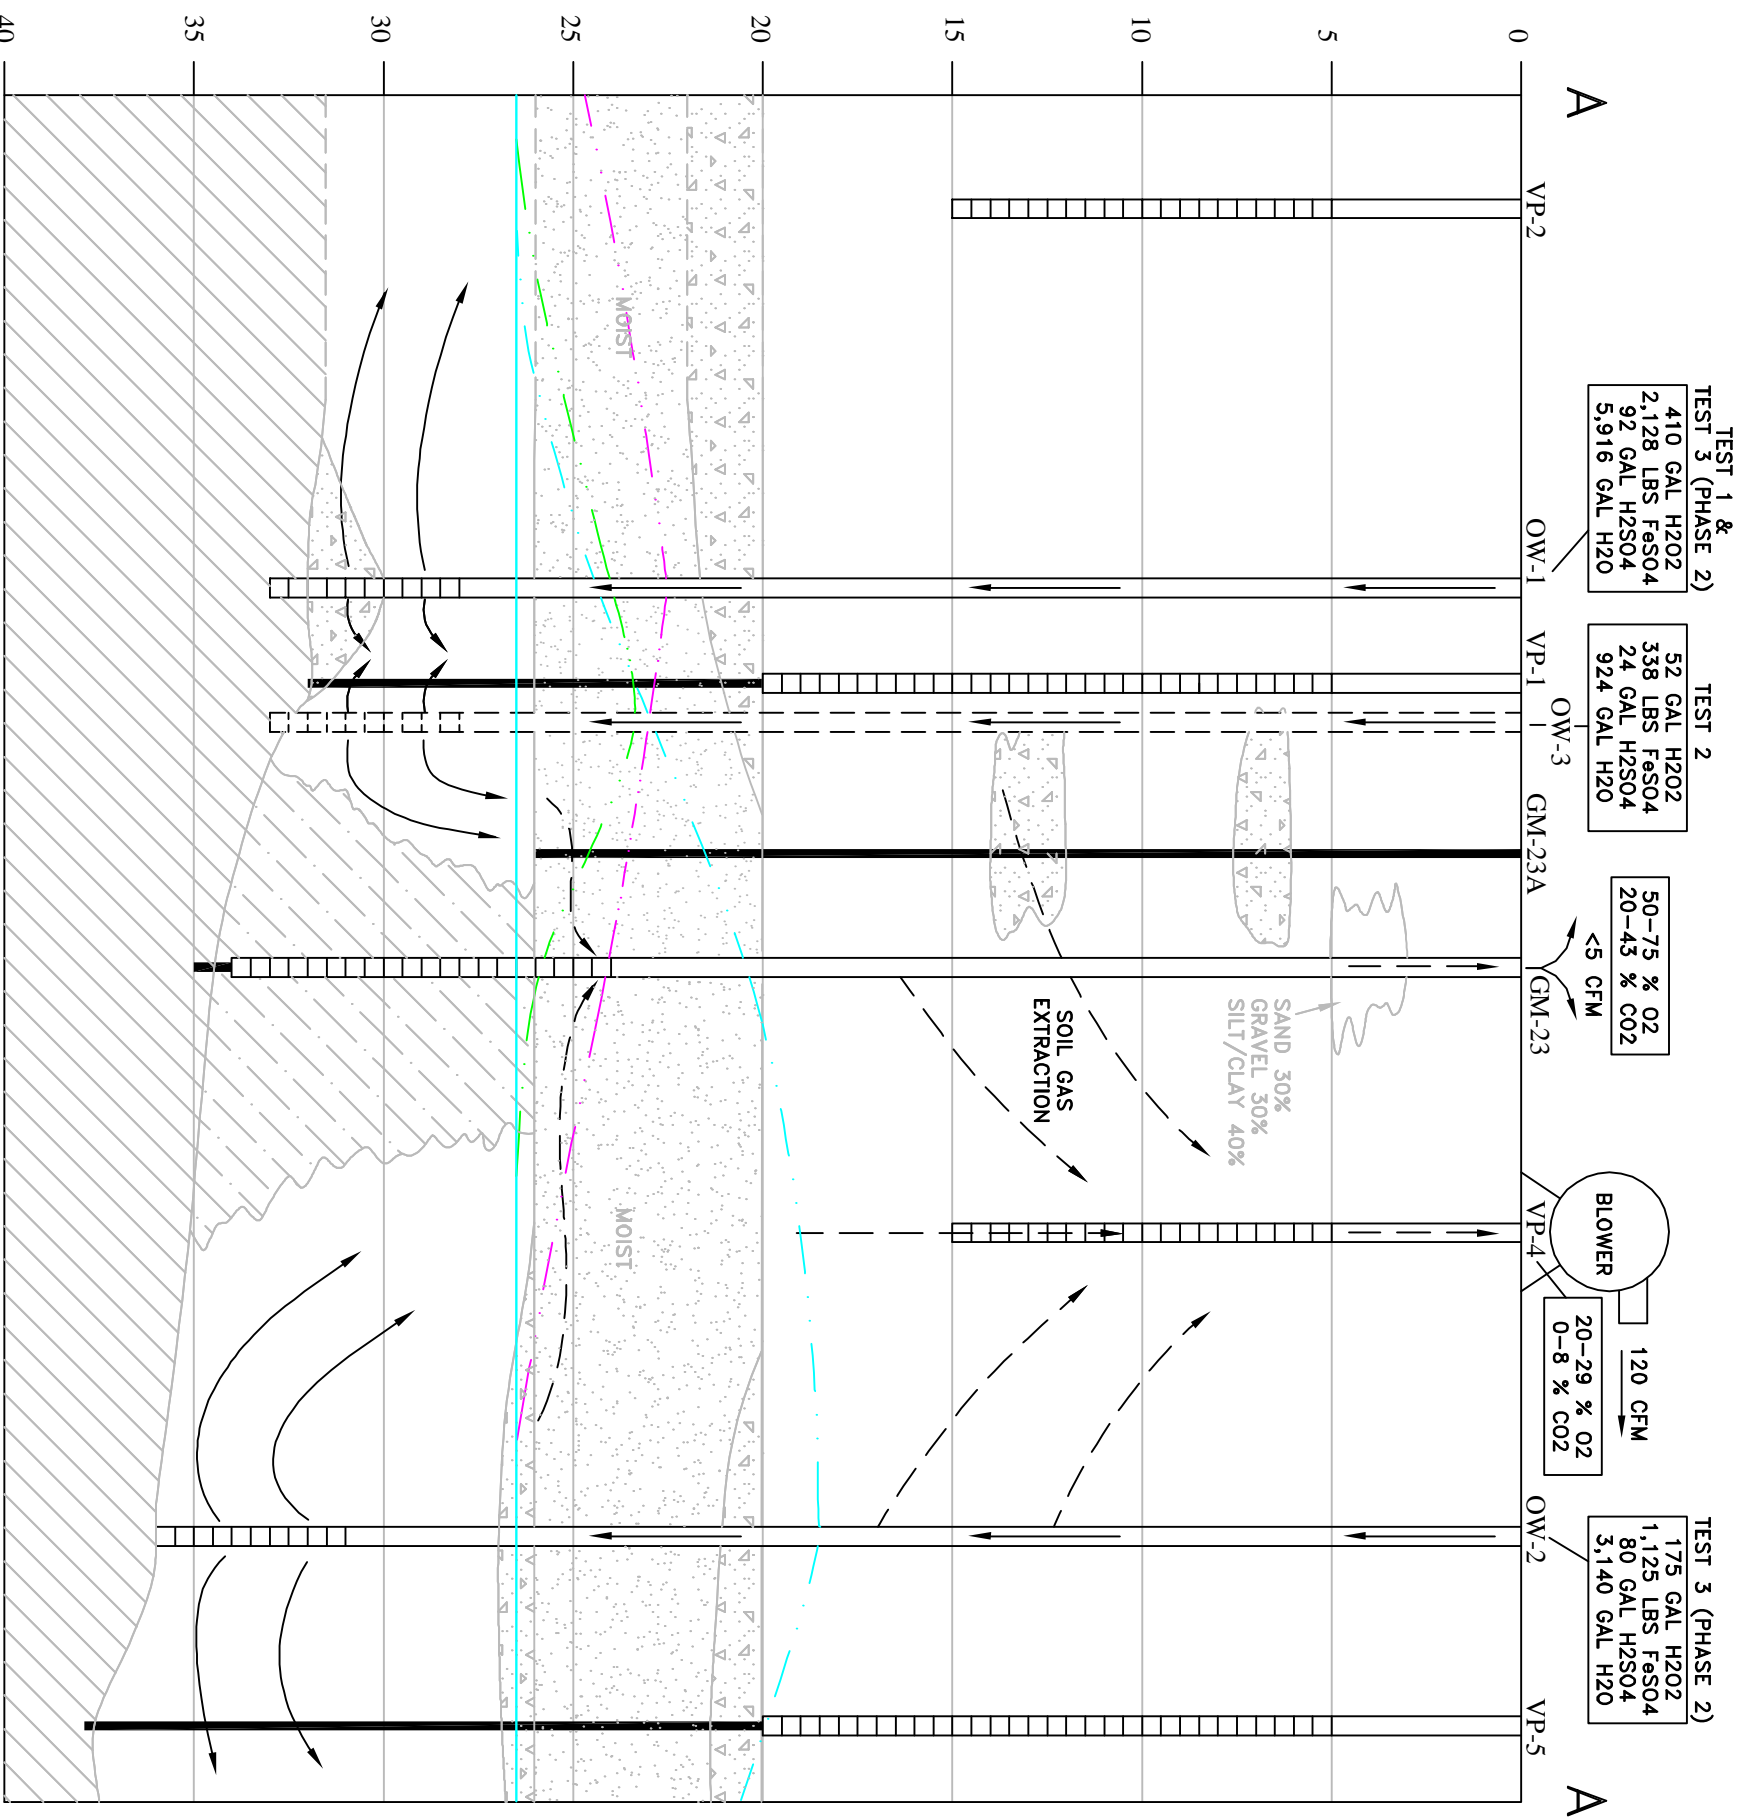 A
A
TEST 1 &
TEST 3 (PHASE 2)
410 GAL H2O2
2,128 LBS FeSO4
92 GAL H2SO4
5,916 GAL H2O
TEST 2
52 GAL H2O2
338 LBS FeSO4
24 GAL H2SO4
924 GAL H2O
50-75 % O2
20-43 % CO2
<5 CFM
BLOWER
120 CFM
20-29 % O2
0-8 % CO2
TEST 3 (PHASE 2)
175 GAL H2O2
1,125 LBS FeSO4
80 GAL H2SO4
3,140 GAL H2O
VP-2
OW-1
VP-1
OW-3
GM-23A
GM-23
VP-4
OW-2
VP-5
0
5
10
15
20
25
30
35
40
SAND 30%
GRAVEL 30%
SILT/CLAY 40%
SOIL GAS
EXTRACTION
MOIST
MOIST